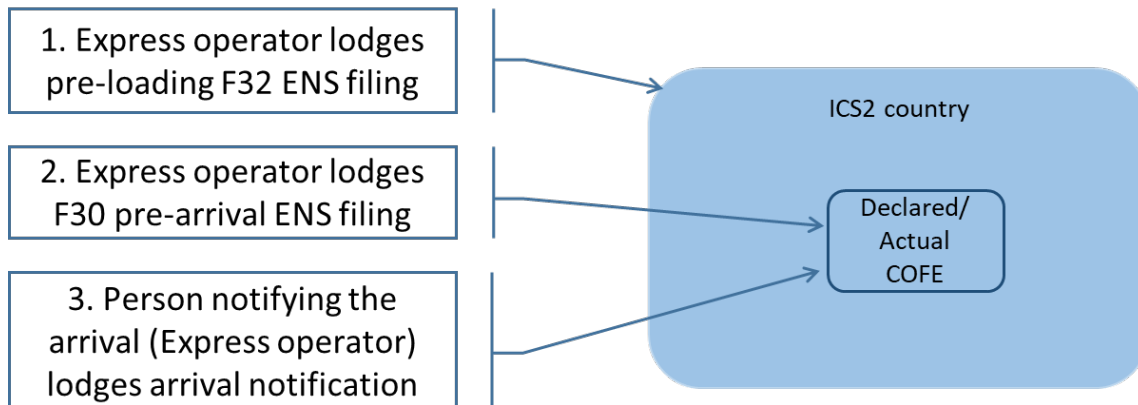 1. Express operator lodges
pre-loading F32 ENS filing
2. Express operator lodges
F30 pre-arrival ENS filing
3. Person notifying the
arrival (Express operator)
lodges arrival notification
ICS2 country
Declared/
Actual
COFE